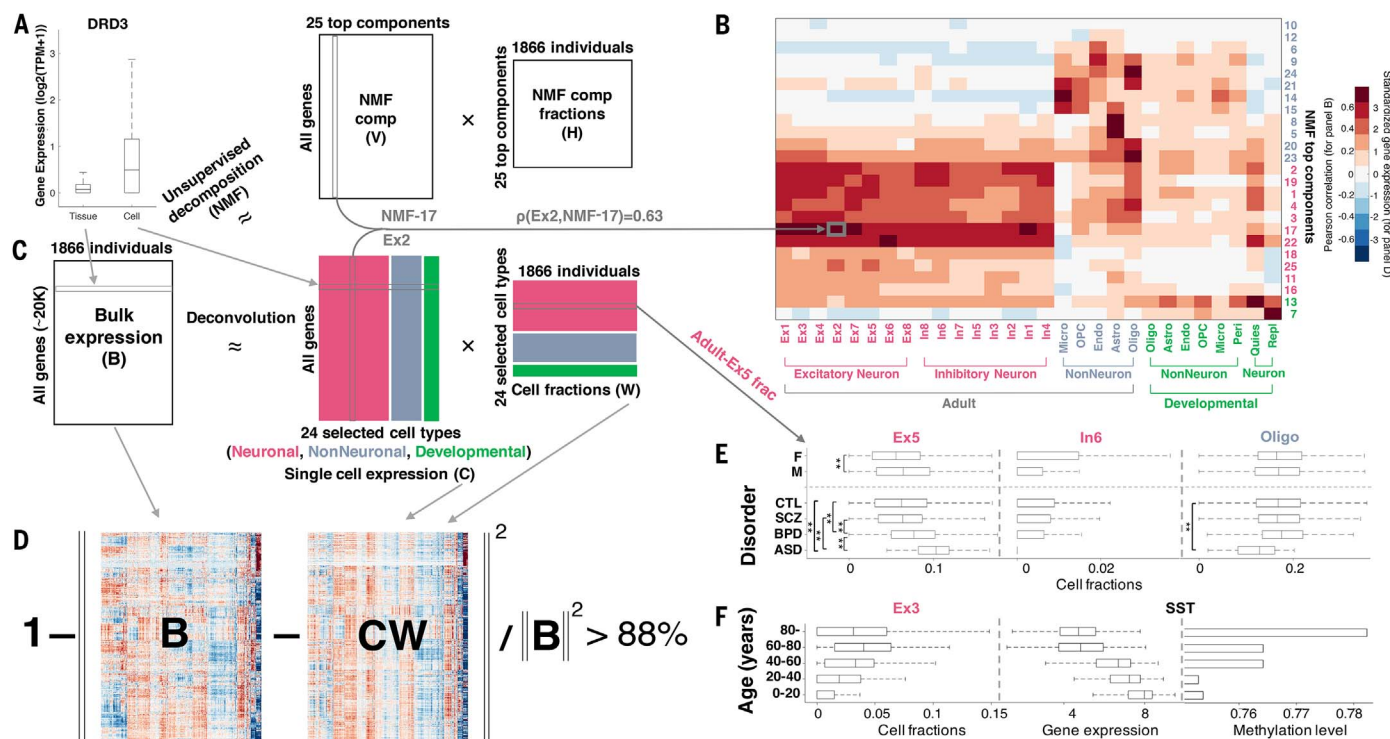 A
DRD3
Gene Expression (log2(TPM+1))
3
2
1
0
Tissue
Cell
Unsupervised
decomposition
(NMF)
≈
25 top components
All genes
NMF
comp
(V)
×
1866 individuals
25 top components
NMF comp
fractions
(H)
NMF-17
Ex2
ρ(Ex2,NMF-17)=0.63
B
10
12
6
9
24
21
14
15
8
5
20
23
2
19
1
4
3
17
22
18
25
11
16
13
7
NMF top components
Pearson correlation (for panel B)
0.6
0.4
0.2
0
-0.2
-0.4
-0.6
3
2
1
0
-1
-2
-3
Standardized gene expression (for panel D)
Ex1
Ex3
Ex4
Ex2
Ex7
Ex5
Ex6
Ex8
In8
In6
In7
In5
In3
In2
In1
In4
Micro
OPC
Endo
Astro
Oligo
Oligo
Astro
Endo
OPC
Micro
Peri
Quies
Repl
Excitatory Neuron
Inhibitory Neuron
NonNeuron
NonNeuron
Neuron
Adult
Developmental
C
1866 individuals
All genes (~20K)
Bulk
expression
(B)
Deconvolution
≈
All genes
24 selected cell types
(Neuronal, NonNeuronal, Developmental)
Single cell expression (C)
×
1866 individuals
24 selected cell types
Cell fractions (W)
Adult-Ex5 frac
D
1
B
CW
2
/ ||B||
2
> 88%
E
Ex5
In6
Oligo
Disorder
F
M
CTL
SCZ
BPD
ASD
**
**
**
**
**
**
**
0
0.1
0
0.02
0
0.2
Cell fractions
F
Ex3
SST
Age (years)
80-
60-80
40-60
20-40
0-20
0
0.05
0.1
0.15
4
8
0.76
0.77
0.78
Cell fractions
Gene expression
Methylation level